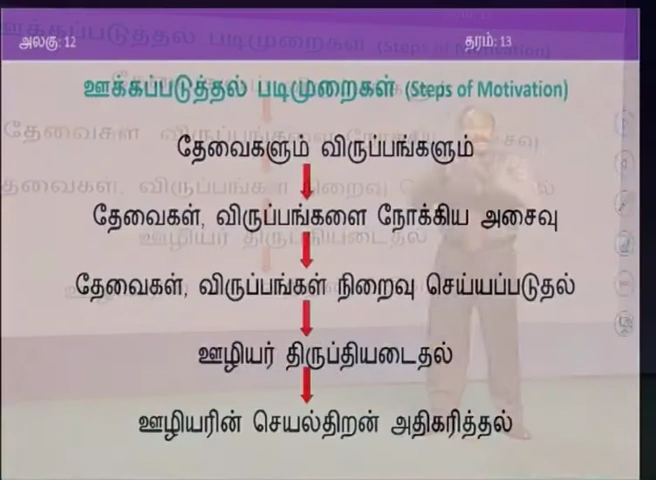 அலகு: 12
தரம்: 13
ஊக்கப்படுத்தல் படிமுறைகள் (Steps of Motivation)
தேவைகளும் விருப்பங்களும்
தேவைகள், விருப்பங்களை நோக்கிய அசைவு
தேவைகள், விருப்பங்கள் நிறைவு செய்யப்படுதல்
ஊழியர் திருப்தியடைதல்
ஊழியரின் செயல்திறன் அதிகரித்தல்